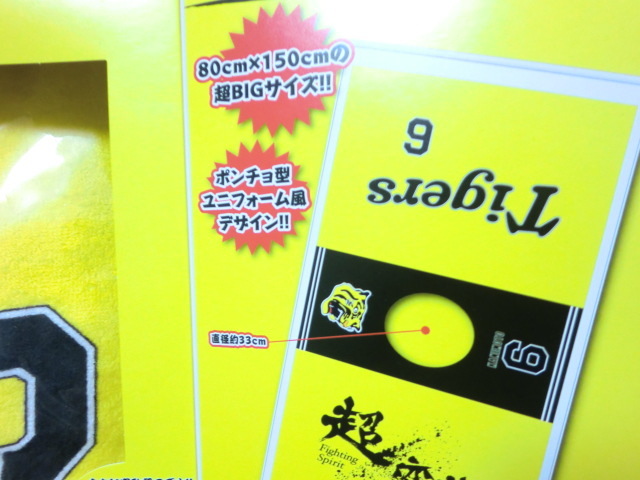 80cm×150cmの
超BIGサイズ!!
ポンチョ型
ユニフォーム風
デザイン!!
直径約33cm
9
Tigers
9
超
Fighting
Spirit